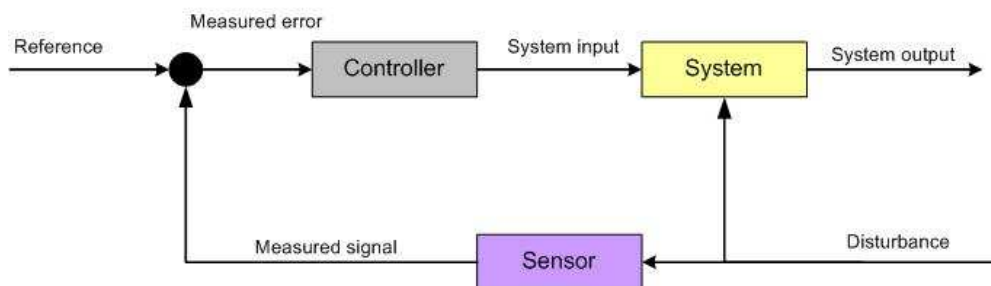 Measured error
Reference
Controller
System input
System
System output
Measured signal
Sensor
Disturbance